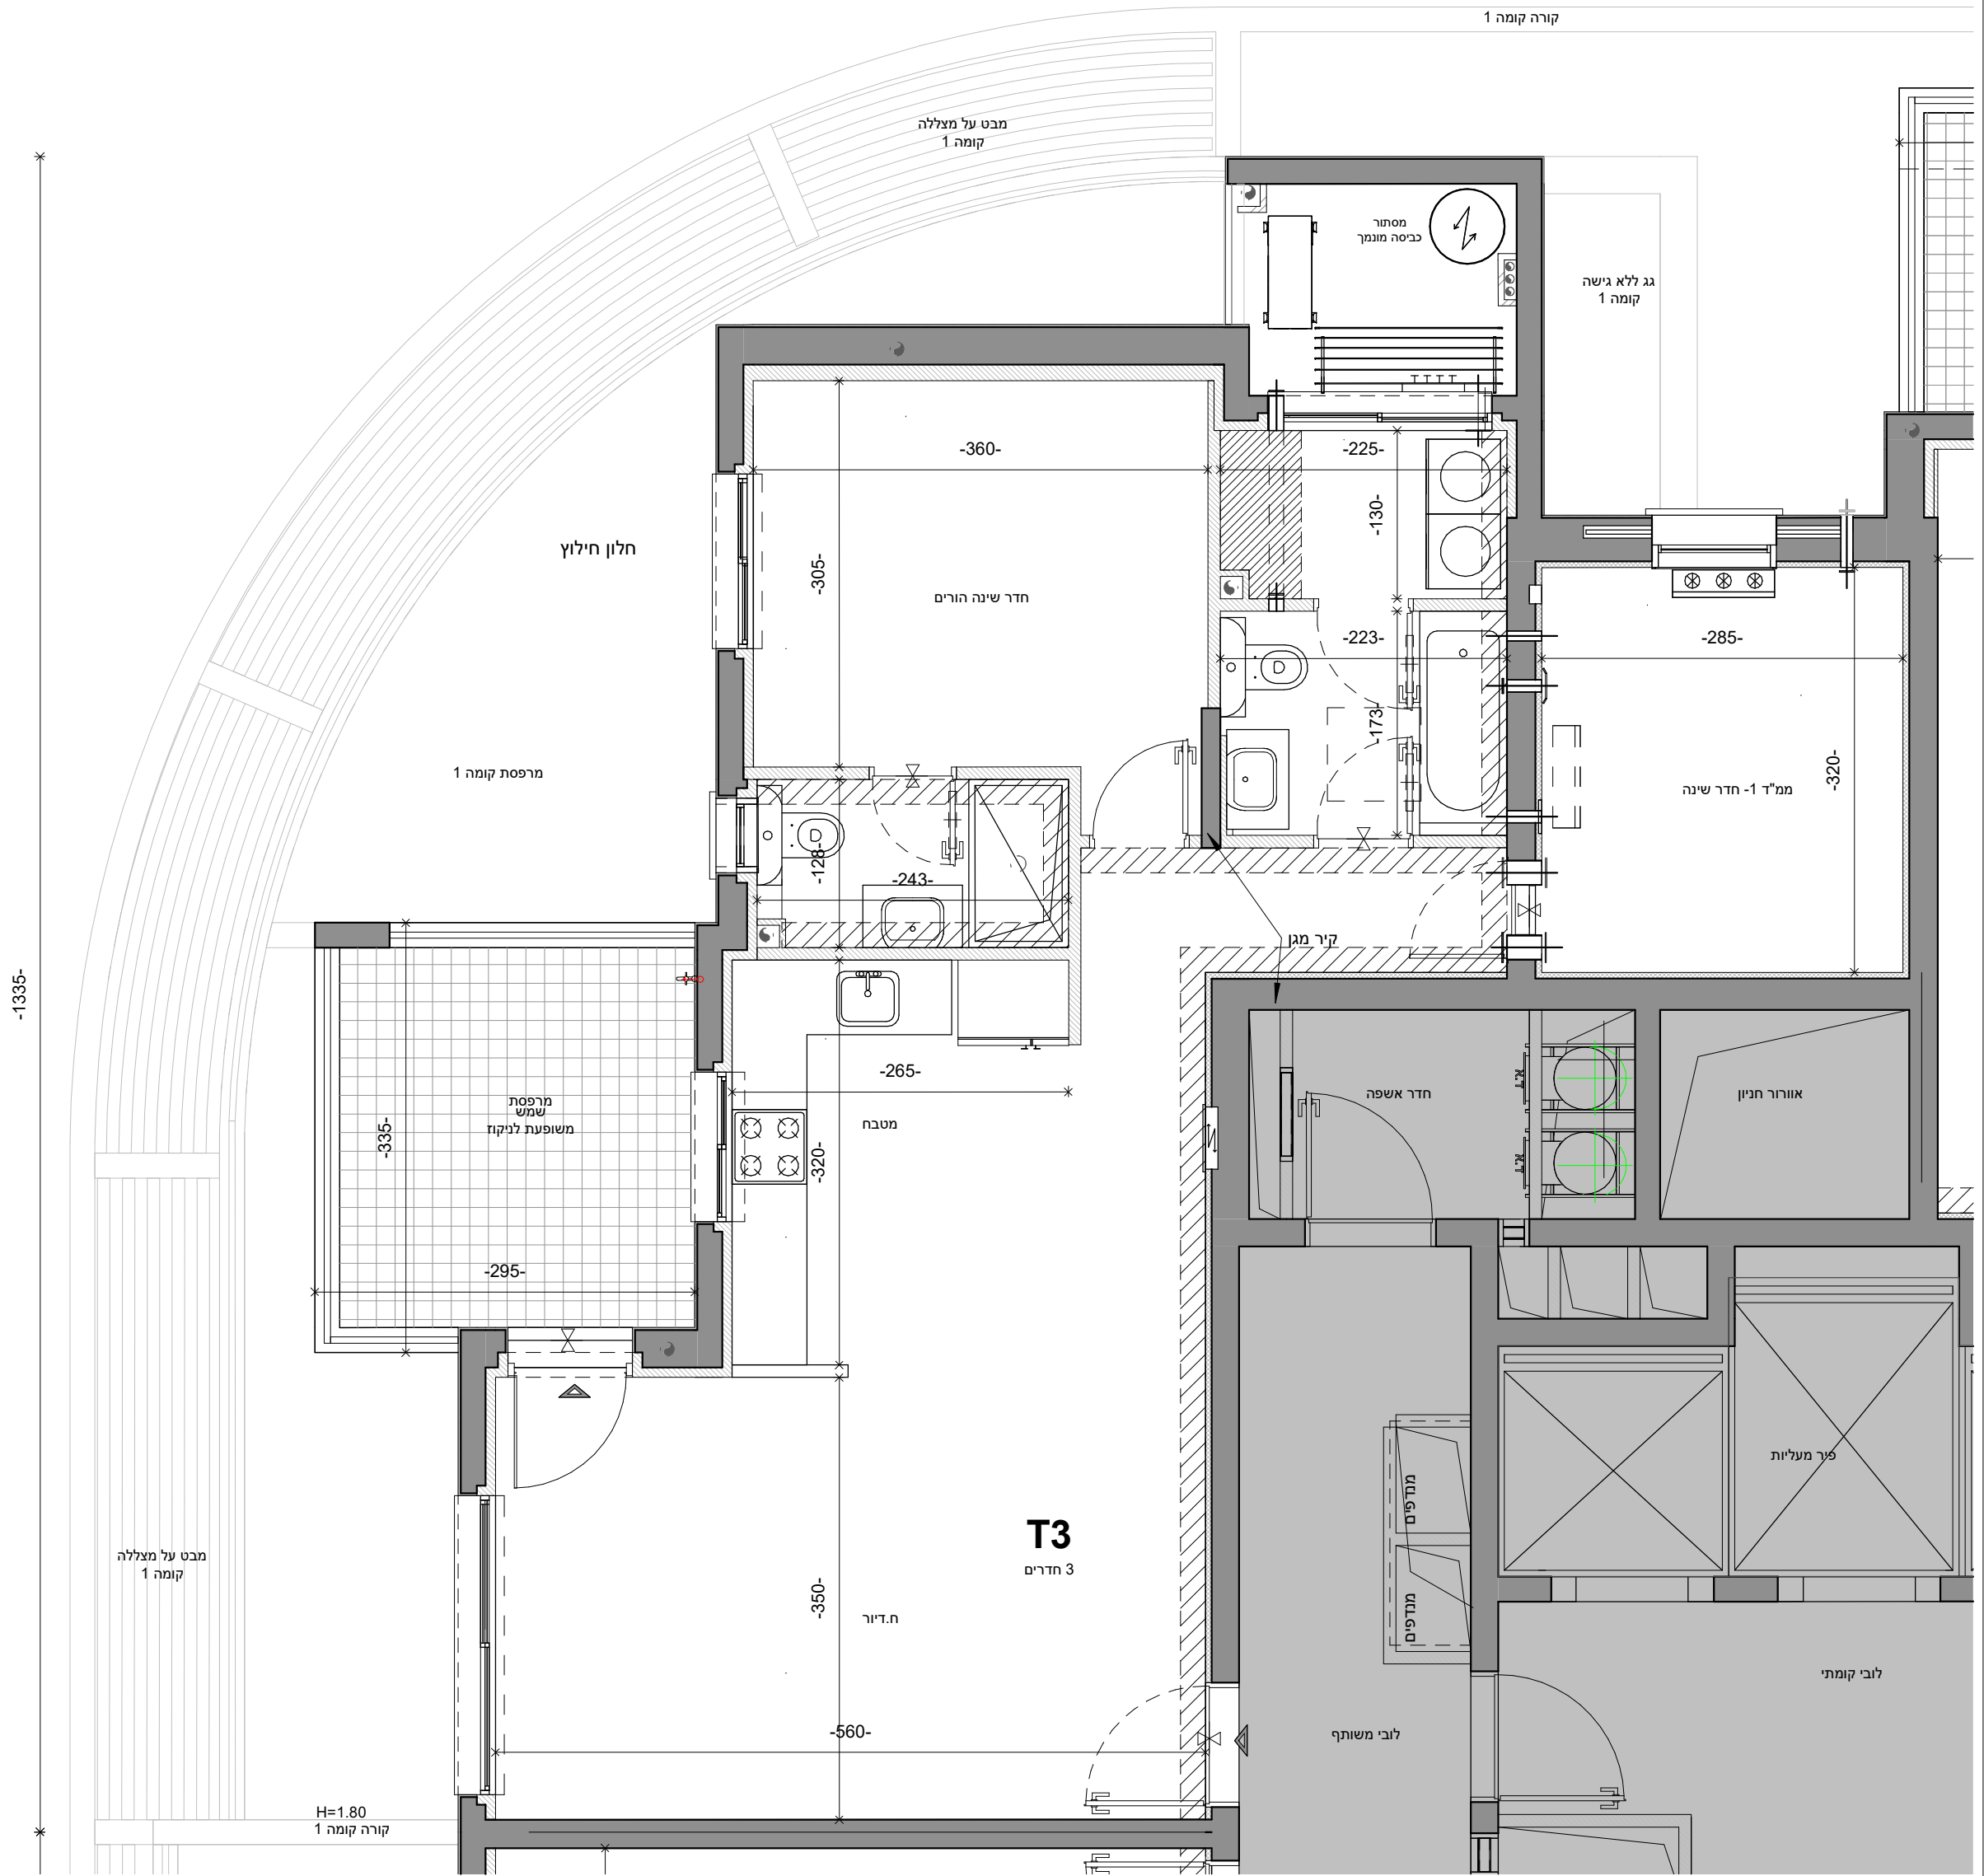 קורה קומה 1
מבט על מצללה
קומה 1
מסתור
כביסה מונמך
גג ללא גישה
קומה 1
-360-
-225-
-130-
חלון חילוץ
-305-
חדר שינה הורים
-223-
-285-
-173-
-320-
מרפסת קומה 1
ממ"ד 1- חדר שינה
-128-
-243-
קיר מגן
-1335-
-265-
מטבח
חדר אשפה
אוורור חניון
מרפסת
שמש
משופעת לניקוז
-335-
-320-
-295-
פיר מעליות
מנדפים
T3
3 חדרים
מבט על מצללה
קומה 1
-350-
ח.דיור
מנדפים
לובי קומתי
-560-
לובי משותף
H=1.80
קורה קומה 1